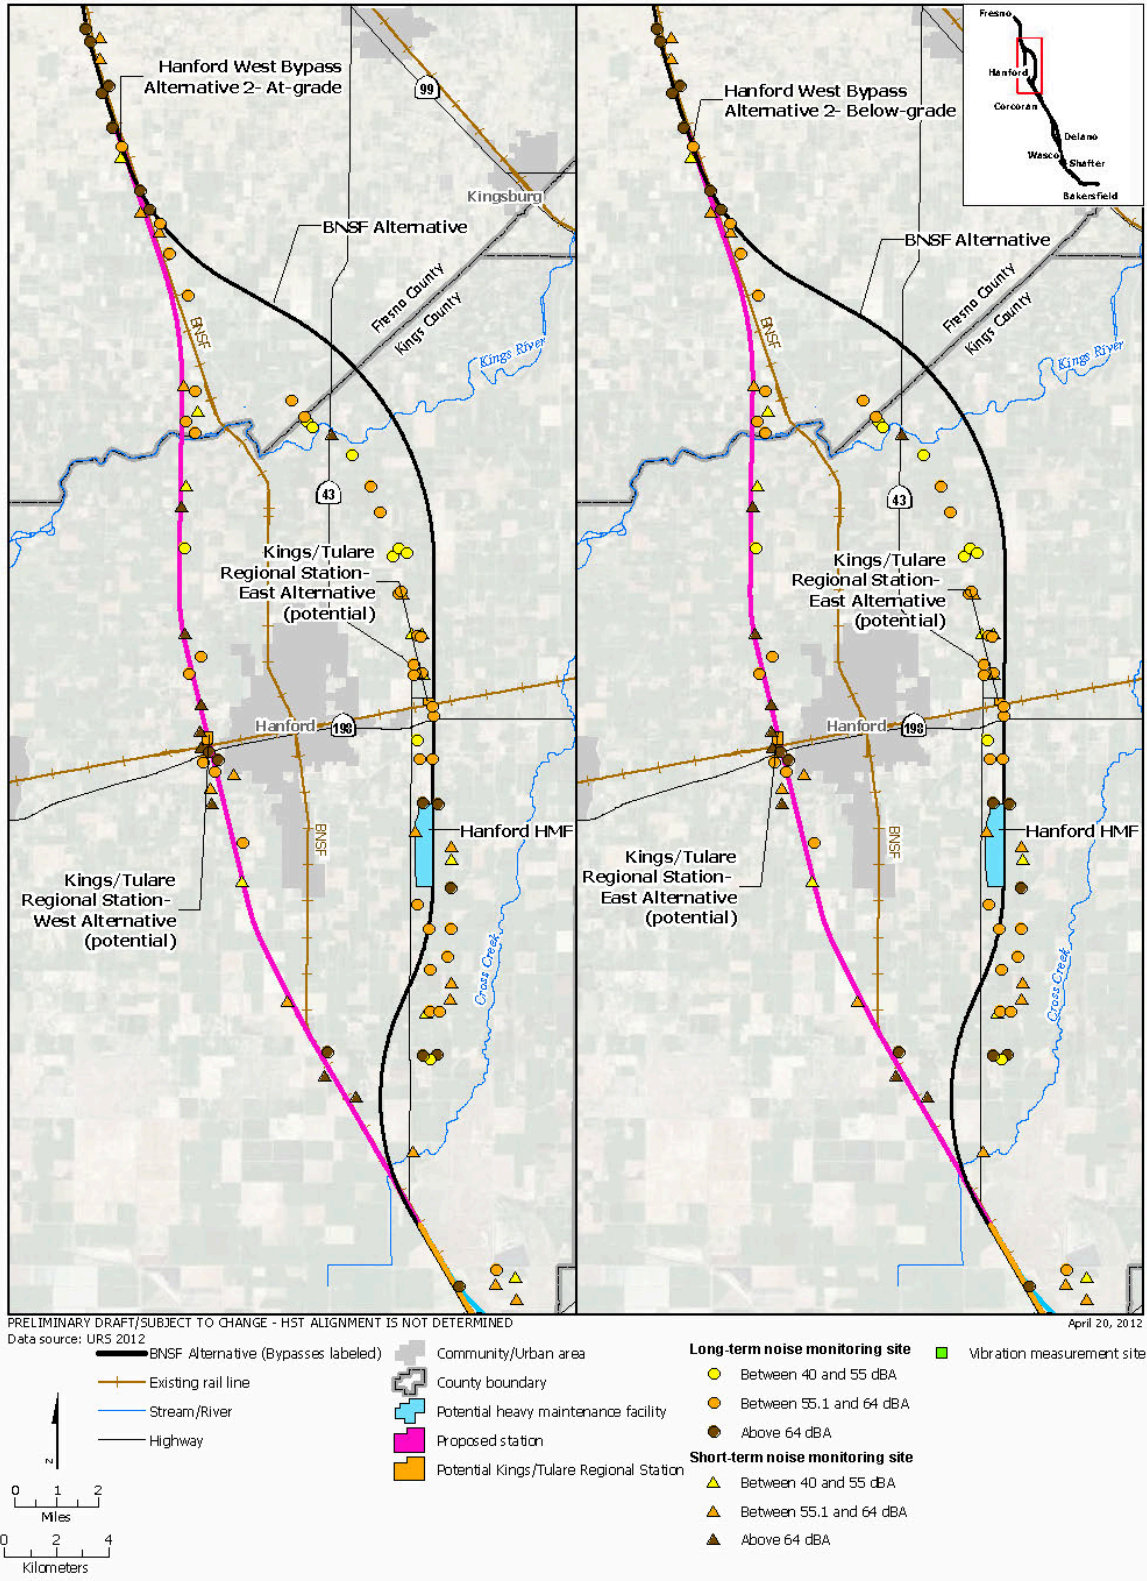 Hanford West Bypass
Alternative 2- At-grade
99
Kingsburg
BNSF Alternative
Fresno County
Kings County
BNSF
Kings River
43
Kings/Tulare
Regional Station-
East Alternative
(potential)
Hanford
198
Hanford HMF
BNSF
Kings/Tulare
Regional Station-
West Alternative
(potential)
Cross Creek
Hanford West Bypass
Alternative 2- Below-grade
BNSF Alternative
Fresno County
Kings County
BNSF
Kings River
43
Kings/Tulare
Regional Station-
East Alternative
(potential)
Hanford
198
Hanford HMF
BNSF
Kings/Tulare
Regional Station-
East Alternative
(potential)
Cross Creek
Fresno
Hanford
Corcoran
Delano
Wasco
Shafter
Bakersfield
PRELIMINARY DRAFT/SUBJECT TO CHANGE - HST ALIGNMENT IS NOT DETERMINED
April 20, 2012
Data source: URS 2012
BNSF Alternative (Bypasses labeled)
Existing rail line
Stream/River
Highway
N
0 1 2
Miles
0 2 4
Kilometers
Community/Urban area
County boundary
Potential heavy maintenance facility
Proposed station
Potential Kings/Tulare Regional Station
Long-term noise monitoring site
Between 40 and 55 dBA
Between 55.1 and 64 dBA
Above 64 dBA
Short-term noise monitoring site
Between 40 and 55 dBA
Between 55.1 and 64 dBA
Above 64 dBA
Vibration measurement site